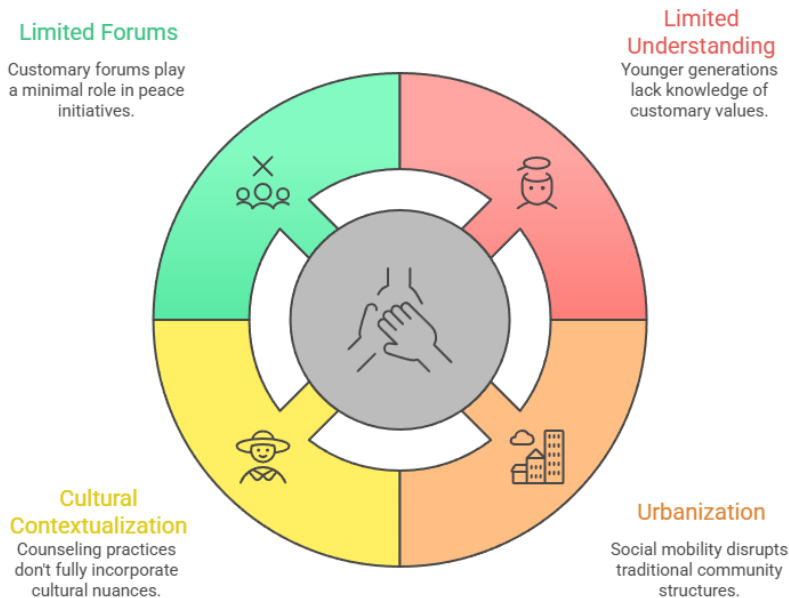 Limited Forums
Customary forums play
a minimal role in peace
initiatives.
Limited
Understanding
Younger generations
lack knowledge of
customary values.
Cultural
Contextualization
Counseling practices
don't fully incorporate
cultural nuances.
Urbanization
Social mobility disrupts
traditional community
structures.